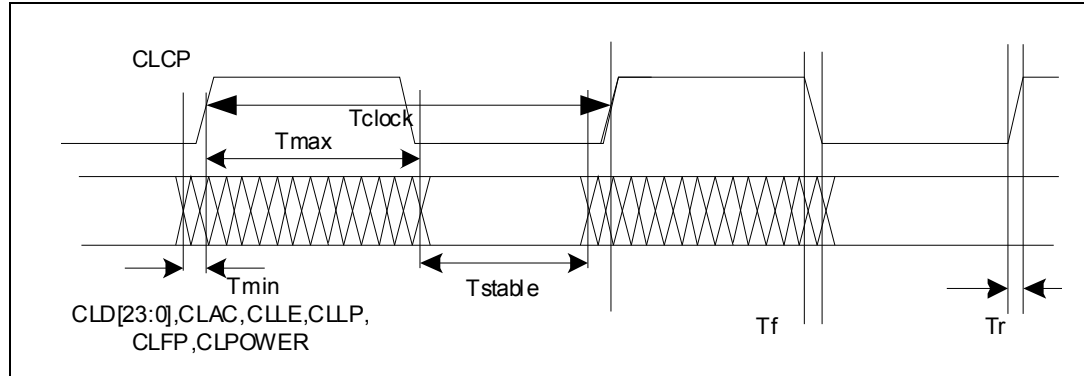 CLCP
Tclock
Tmax
Tmin
Tstable
CLD[23:0],CLAC,CLLE,CLLP,
CLFP,CLPOWER
Tf
Tr